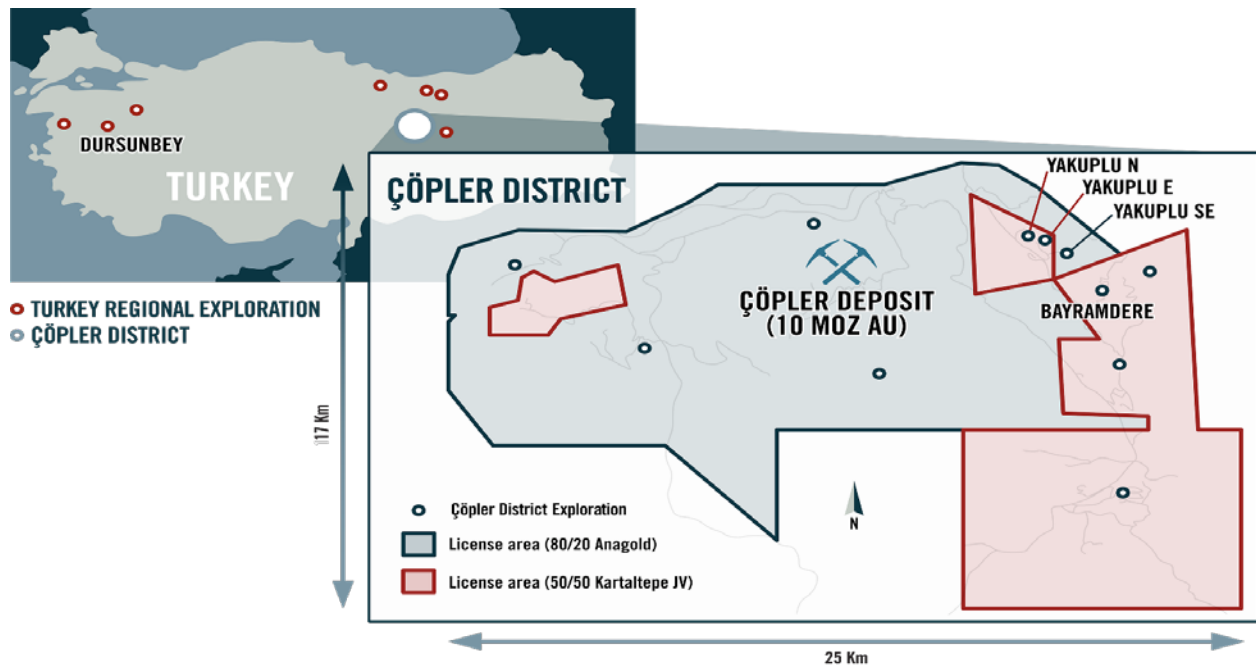 DURSUNBEY
TURKEY
TURKEY REGIONAL EXPLORATION
ÇÖPLER DISTRICT
ÇÖPLER DISTRICT
YAKUPLU N
YAKUPLU E
YAKUPLU SE
ÇÖPLER DEPOSIT
(10 MOZ AU)
BAYRAMDERE
17 Km
Çöpler District Exploration
License area (80/20 Anagold)
License area (50/50 Kartaltepe JV)
N
25 Km